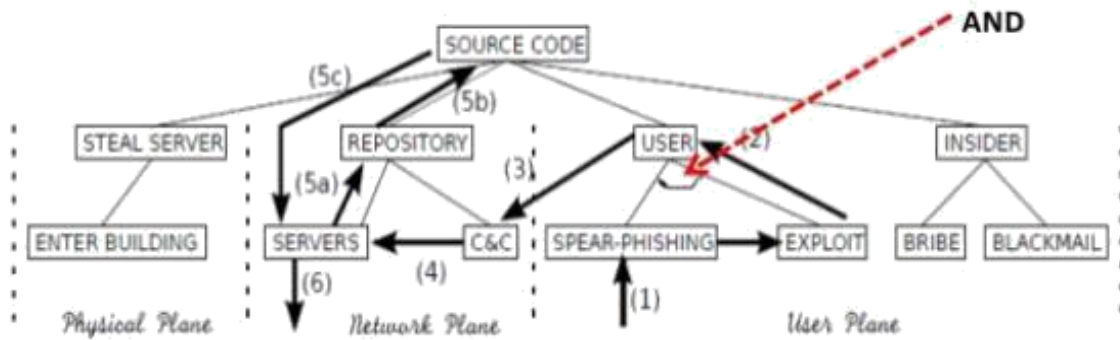 AND
SOURCE CODE
(5c)
(5b)
STEAL SERVER
REPOSITORY
USER
(2)
INSIDER
(3)
(5a)
ENTER BUILDING
SERVERS
C&C
SPEAR-PHISHING
EXPLOIT
BRIBE
BLACKMAIL
(6)
(4)
(1)
Physical Plane
Network Plane
User Plane